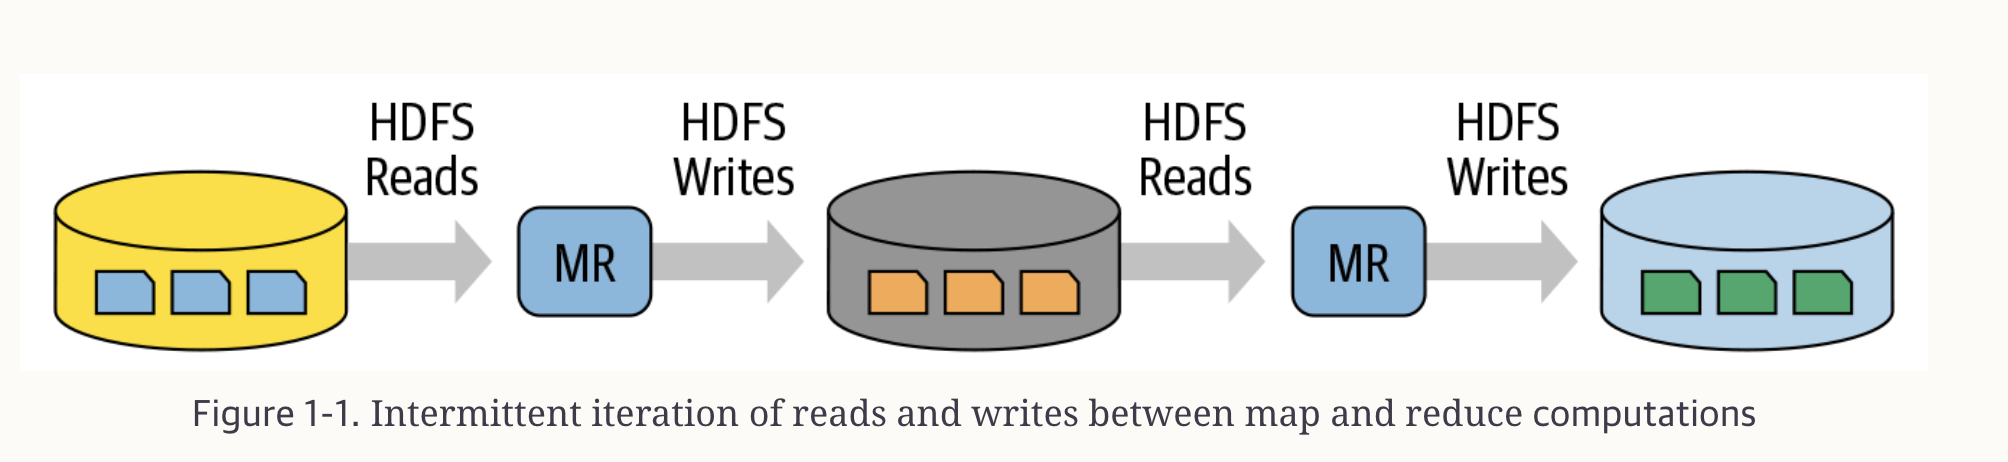 HDFS
Reads
HDFS
Writes
HDFS
Reads
HDFS
Writes
MR
MR
Figure 1-1. Intermittent iteration of reads and writes between map and reduce computations